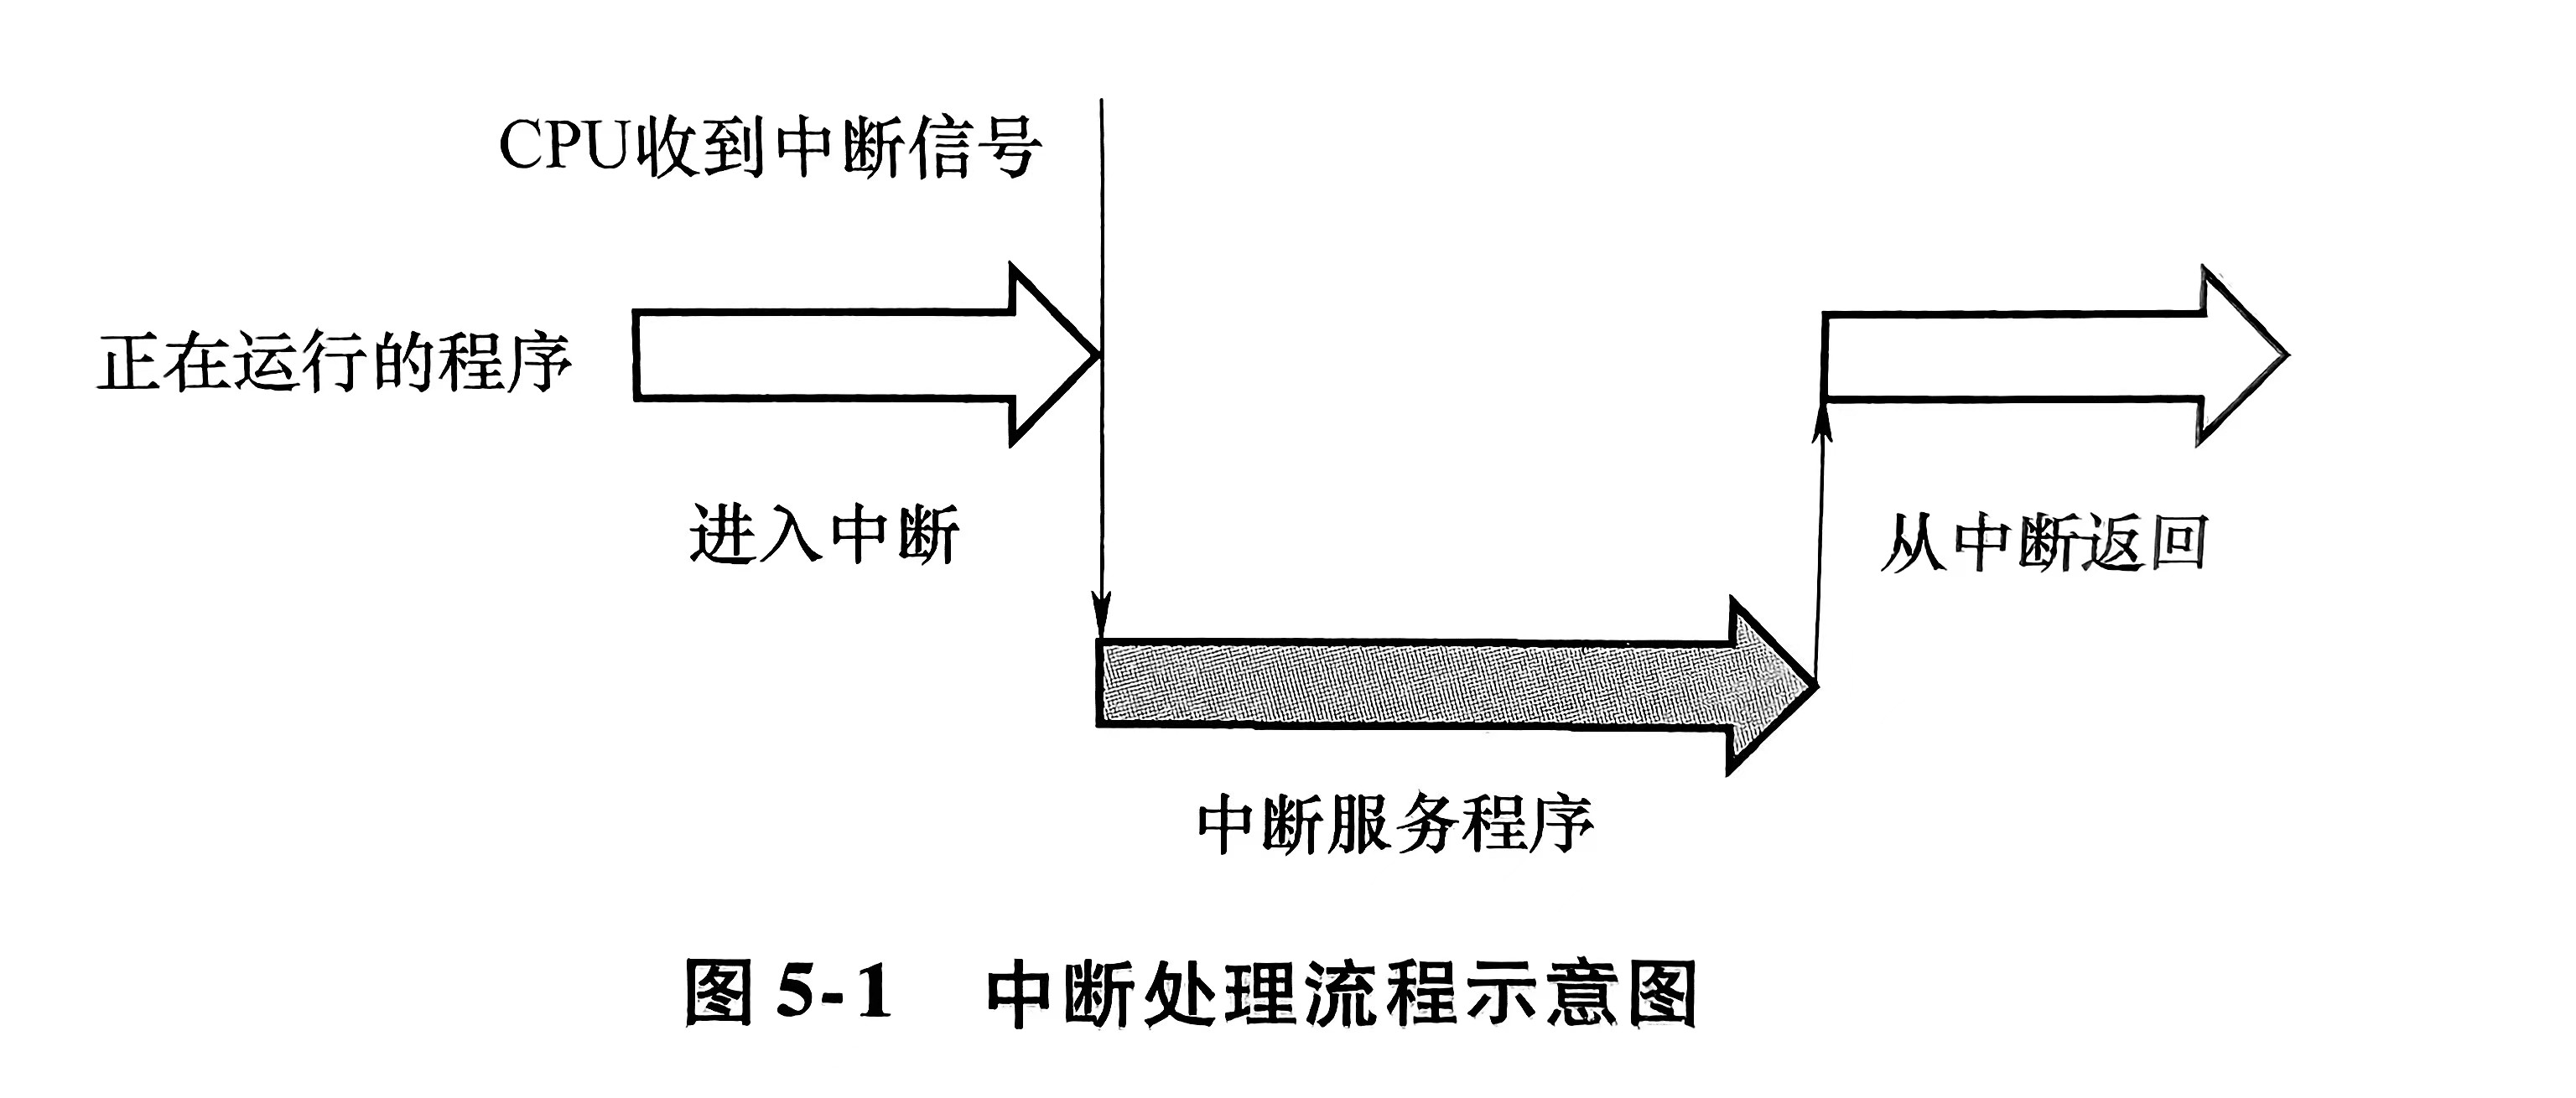 CPU收到中断信号
正在运行的程序
进入中断
从中断返回
中断服务程序
图 5-1 中断处理流程示意图